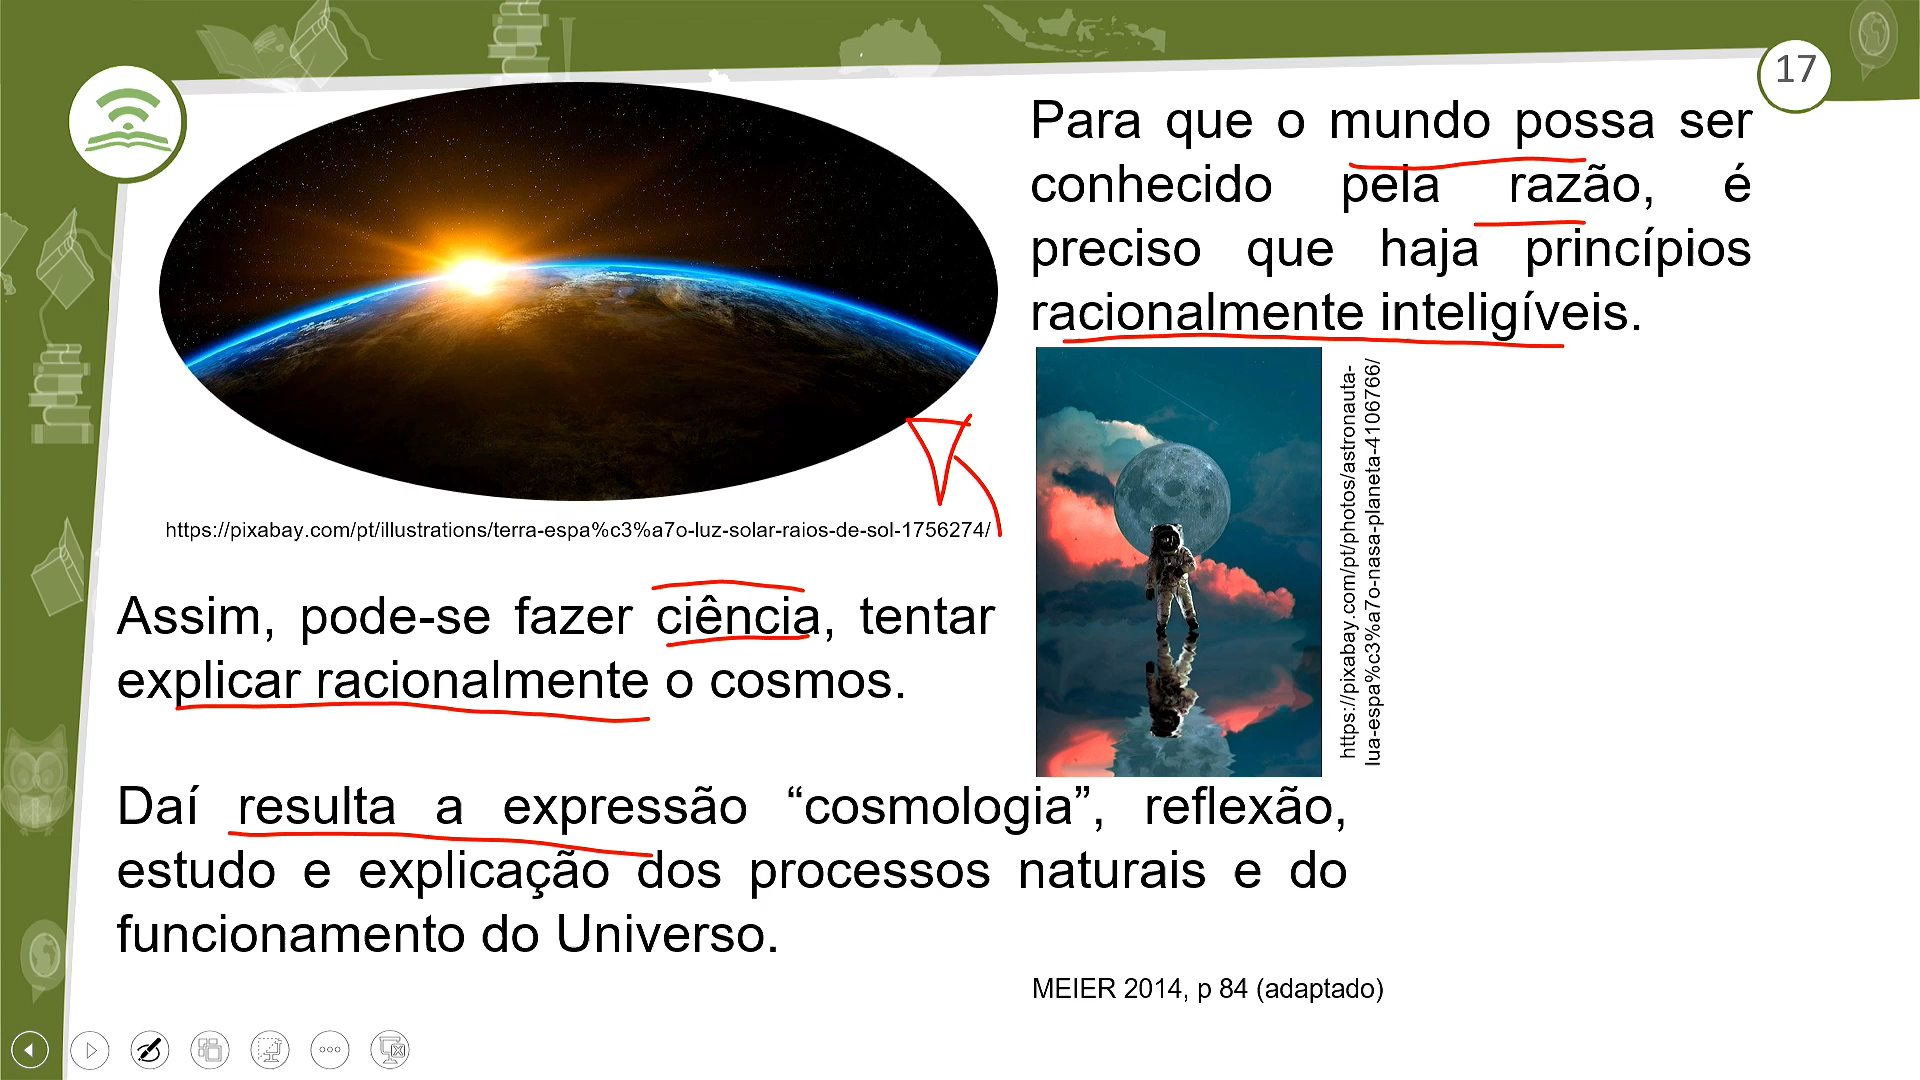 17
Para que o mundo possa ser
conhecido pela razão, é
preciso que haja princípios
racionalmente inteligíveis.
https://pixabay.com/pt/illustrations/terra-espa%c3%a7o-luz-solar-raios-de-sol-1756274/
https://pixabay.com/pt/photos/astronauta-
lua-espa%c3%a7o-nasa-planeta-4106766/
Assim, pode-se fazer ciência, tentar
explicar racionalmente o cosmos.
Daí resulta a expressão “cosmologia”, reflexão,
estudo e explicação dos processos naturais e do
funcionamento do Universo.
MEIER 2014, p 84 (adaptado)